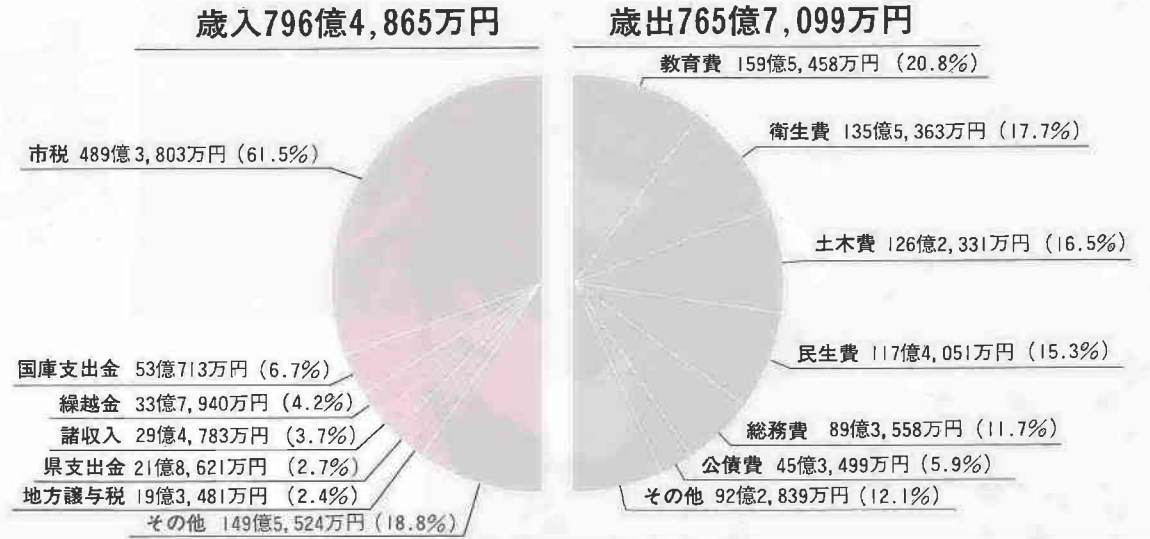 歳入796億4,865万円
市税 489億3,803万円 (61.5%)
国庫支出金 53億713万円 (6.7%)
繰越金 33億7,940万円 (4.2%)
諸収入 29億4,783万円 (3.7%)
県支出金 21億8,621万円 (2.7%)
地方譲与税 19億3,481万円 (2.4%)
その他 149億5,524万円 (18.8%)
歳出765億7,099万円
教育費 159億5,458万円 (20.8%)
衛生費 135億5,363万円 (17.7%)
土木費 126億2,331万円 (16.5%)
民生費 117億4,051万円 (15.3%)
総務費 89億3,558万円 (11.7%)
公債費 45億3,499万円 (5.9%)
その他 92億2,839万円 (12.1%)